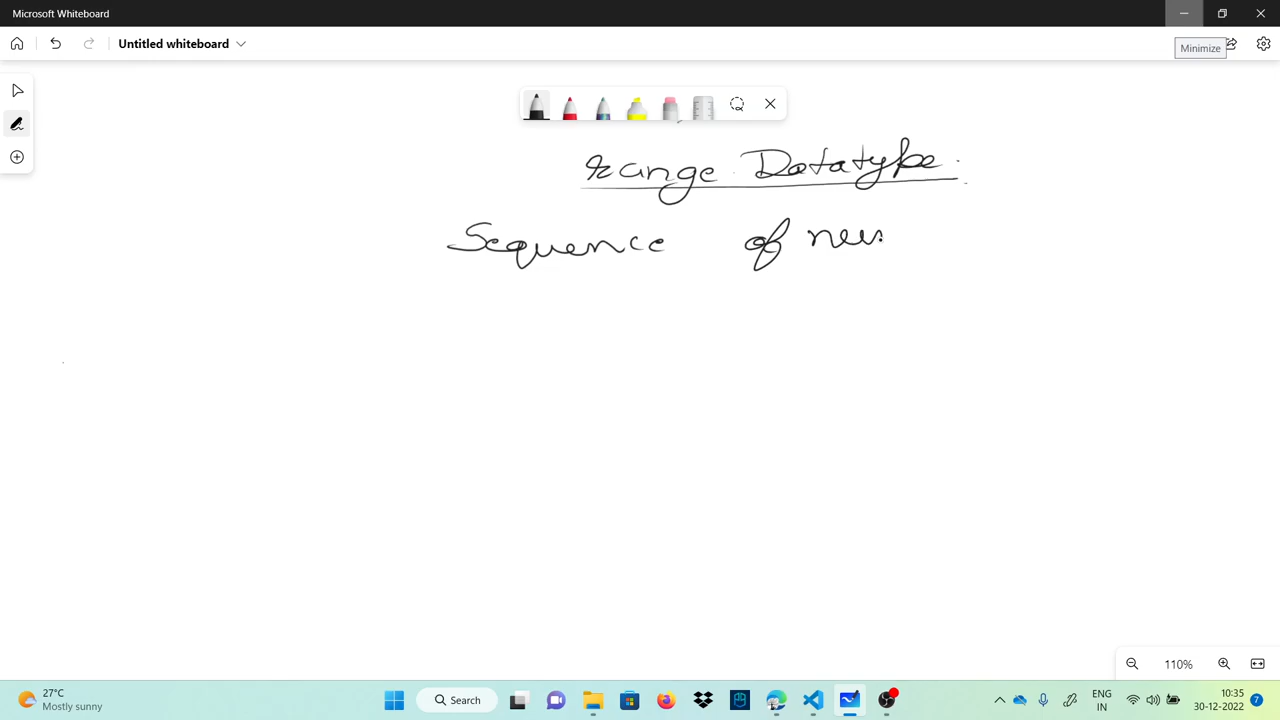 Microsoft Whiteboard
Untitled whiteboard
Minimize
range Datatype.
Sequence of
110%
27°C
Mostly sunny
Search
ENG
IN
10:35
30-12-2022
7